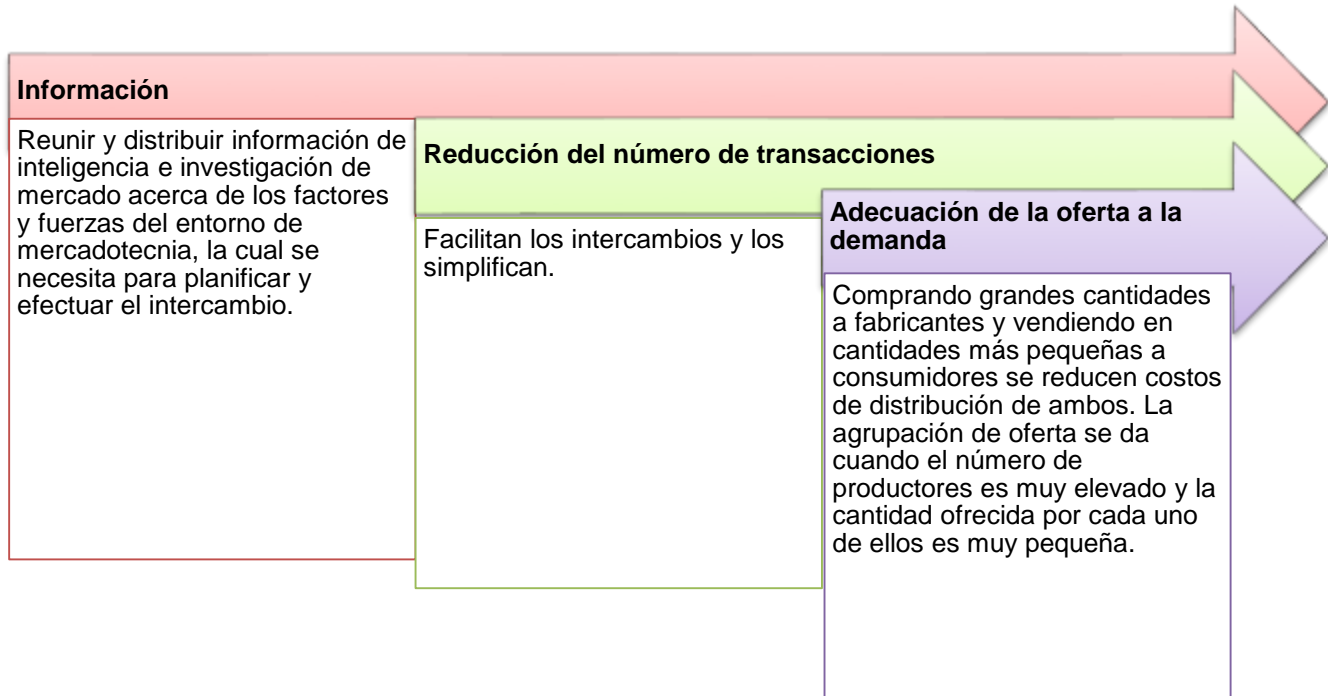 Información
Reunir y distribuir información de
inteligencia e investigación de
mercado acerca de los factores
y fuerzas del entorno de
mercadotecnia, la cual se
necesita para planificar y
efectuar el intercambio.
Reducción del número de transacciones
Facilitan los intercambios y los
simplifican.
Adecuación de la oferta a la
demanda
Comprando grandes cantidades
a fabricantes y vendiendo en
cantidades más pequeñas a
consumidores se reducen costos
de distribución de ambos. La
agrupación de oferta se da
cuando el número de
productores es muy elevado y la
cantidad ofrecida por cada uno
de ellos es muy pequeña.